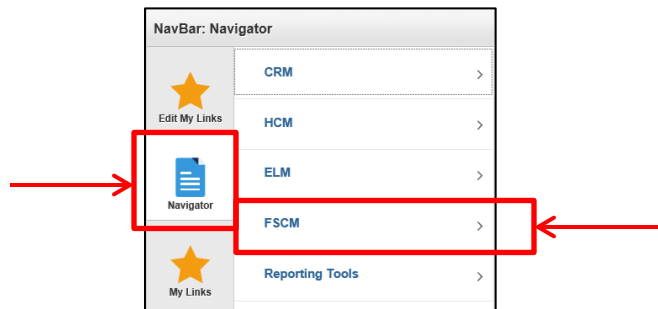 NavBar: Navigator
Edit My Links
Navigator
My Links
CRM
HCM
ELM
FSCM
Reporting Tools